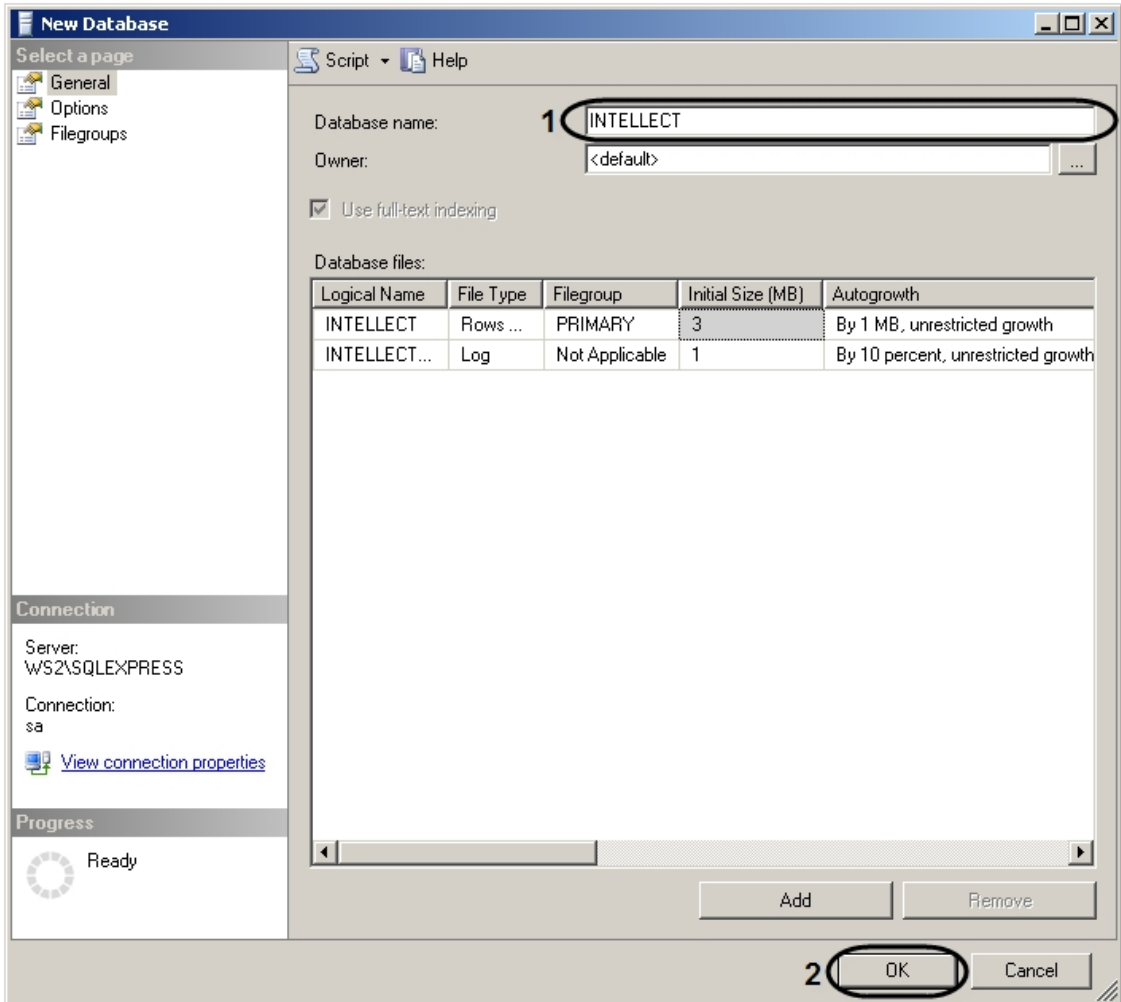 New Database
Select a page
General
Options
Filegroups
Script Help
Database name: 1 INTELLECT
Owner: <default> ...
Use full-text indexing
Database files:
Logical Name File Type Filegroup Initial Size (MB) Autogrowth
INTELLECT Rows ... PRIMARY 3 By 1 MB, unrestricted growth
INTELLECT... Log Not Applicable 1 By 10 percent, unrestricted growth
Connection
Server:
WS2\SQLEXPRESS
Connection:
sa
View connection properties
Progress
Ready
Add Remove
2 OK Cancel